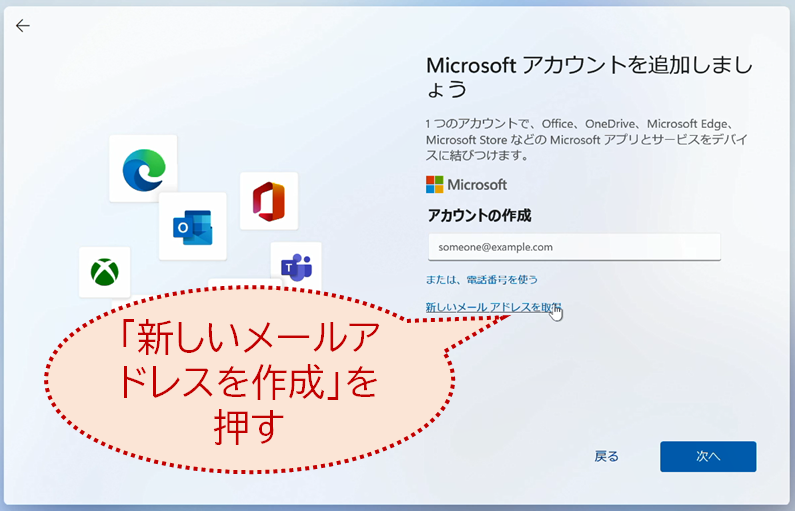 ←
Microsoft アカウントを追加しまし
ょう
1 つのアカウントで、Office、OneDrive、Microsoft Edge、
Microsoft Store などの Microsoft アプリとサービスをデバイ
スに結びつけます。
Microsoft
アカウントの作成
someone@example.com
または、電話番号を使う
新しいメール アドレスを取得
「新しいメールア
ドレスを作成」を
押す
戻る
次へ